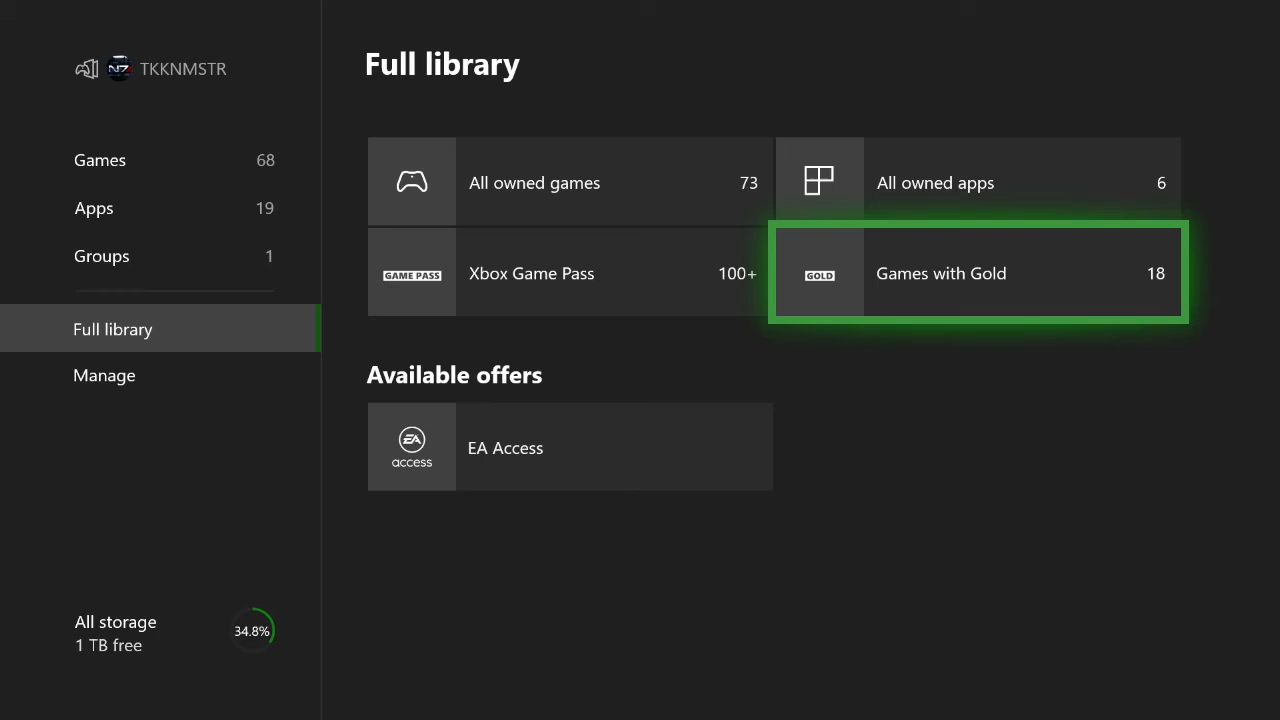 N7 TKKNMSTR
Games 68
Apps 19
Groups 1
Full library
Manage
All storage
1 TB free
34.8%
Full library
All owned games 73
All owned apps 6
GAME PASS Xbox Game Pass 100+
GOLD Games with Gold 18
Available offers
EA access EA Access